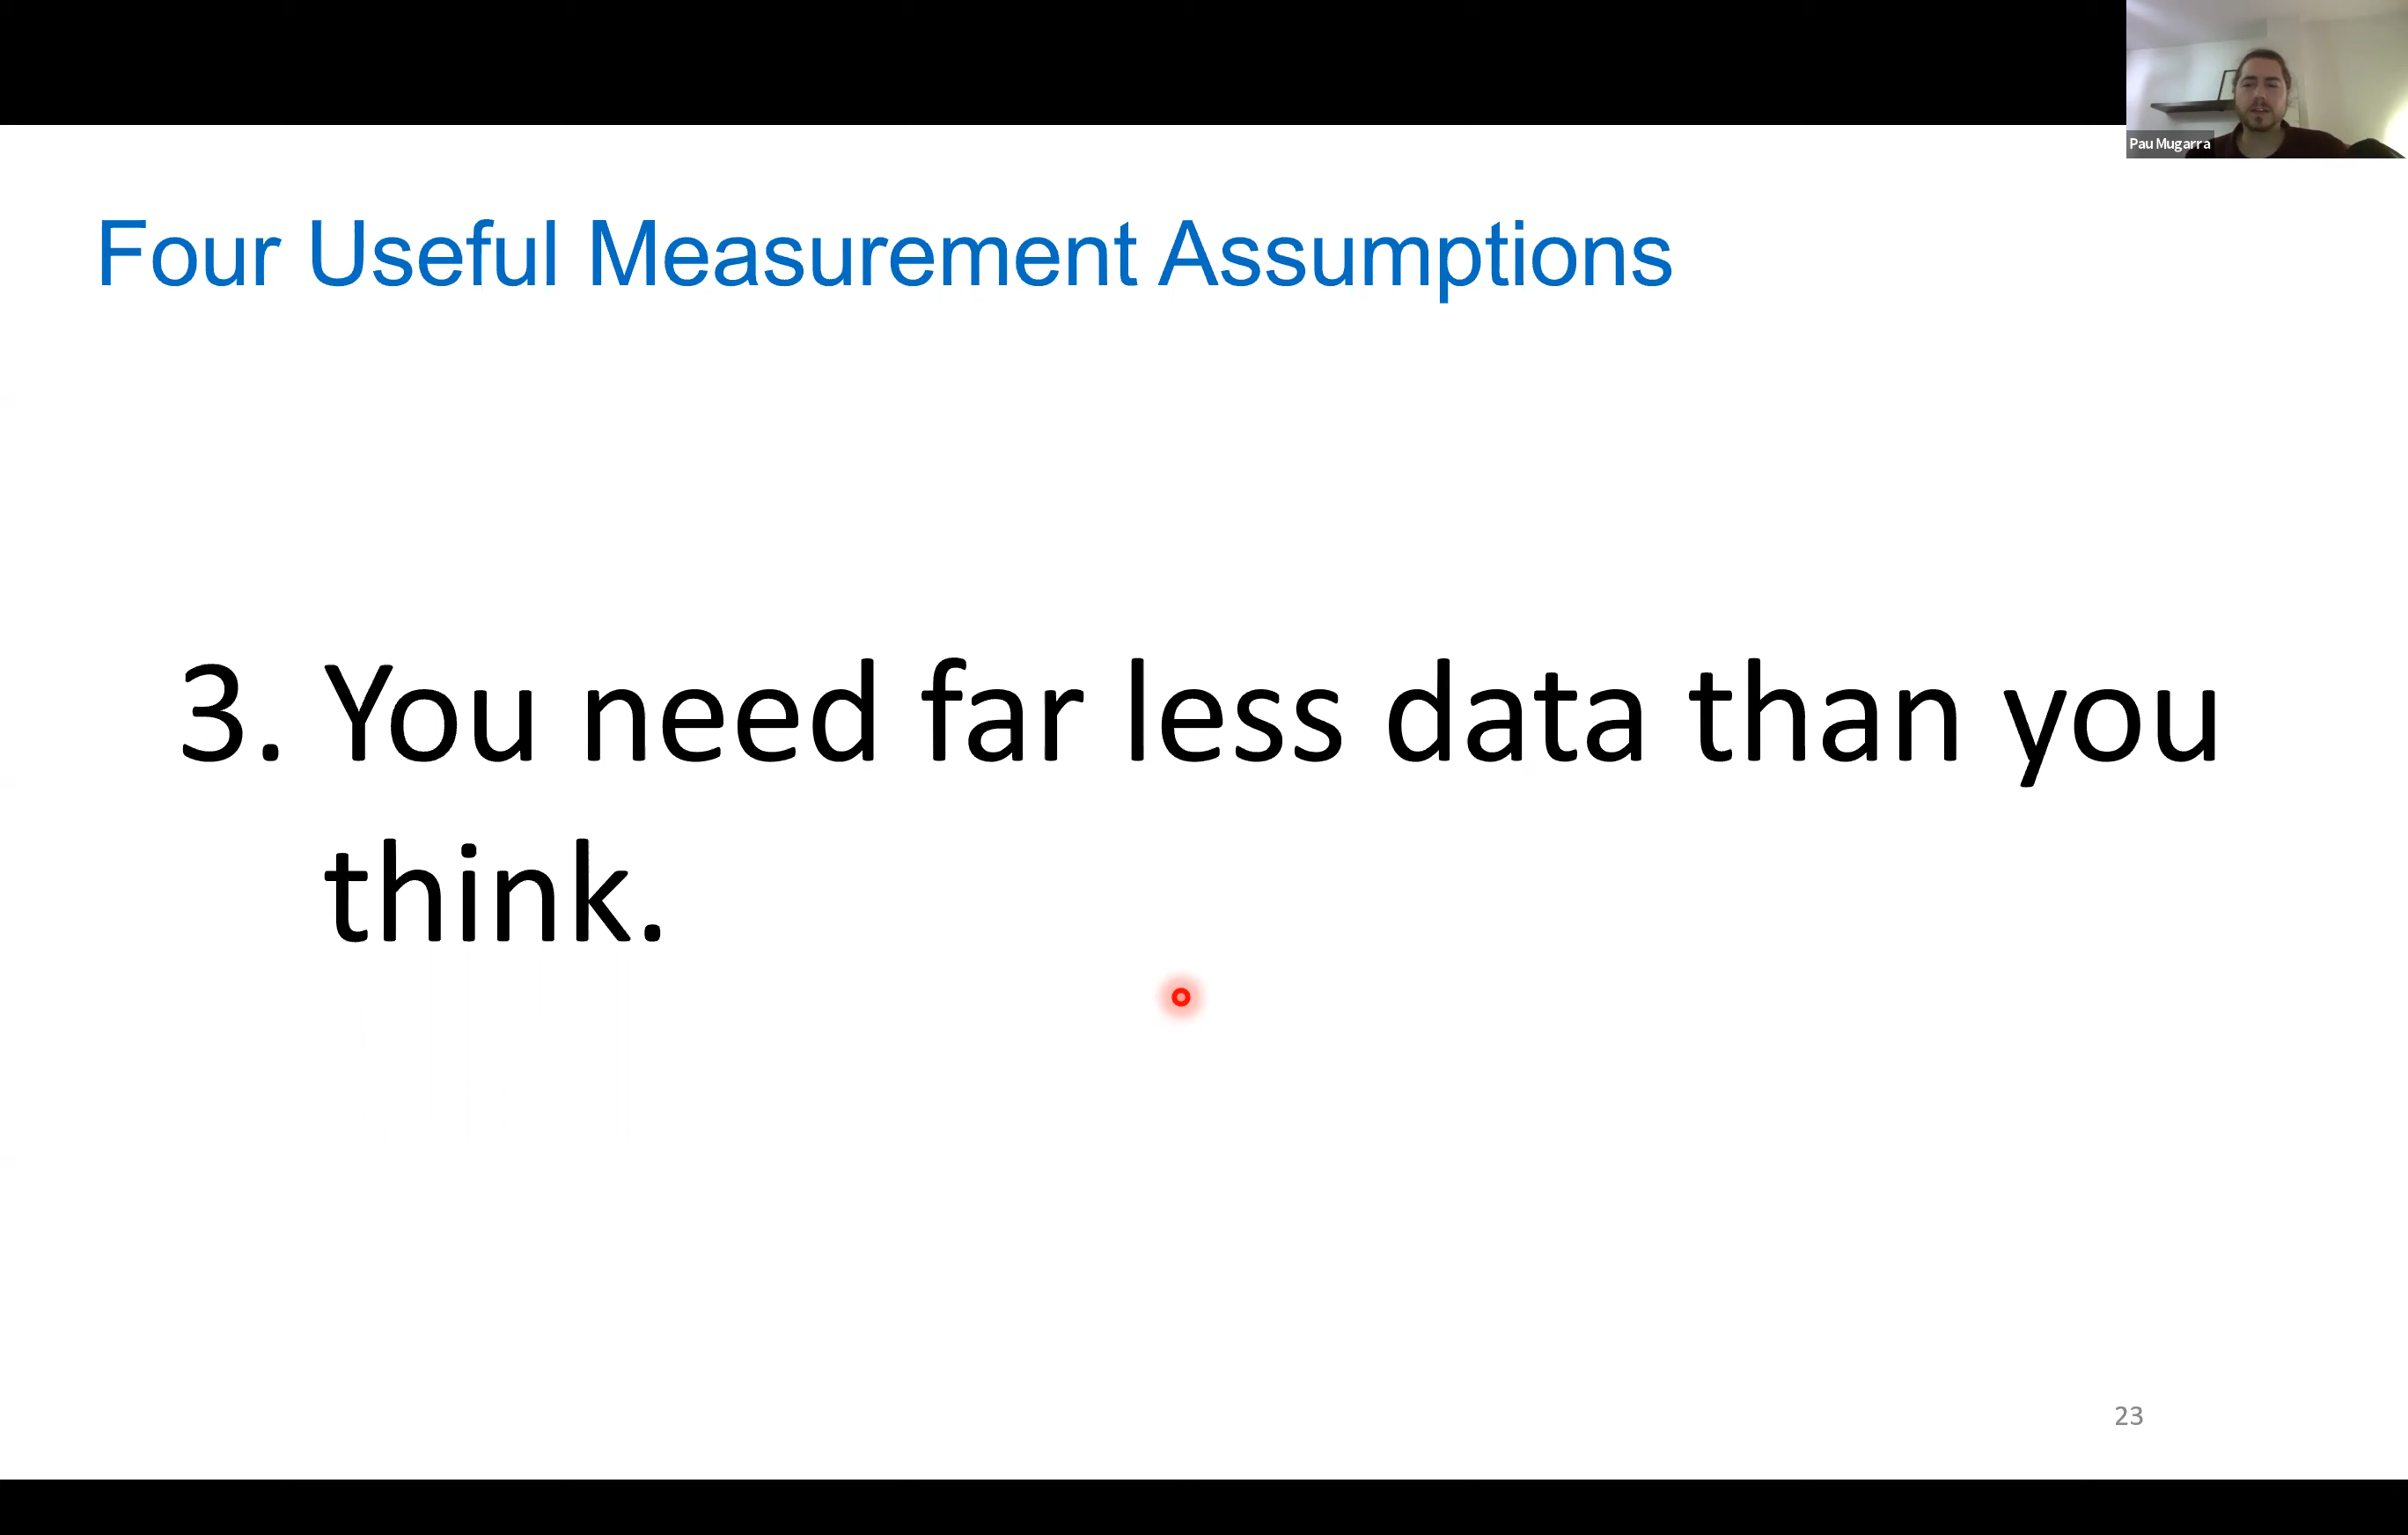 Pau Mugarra
Four Useful Measurement Assumptions
3. You need far less data than you
think.
23